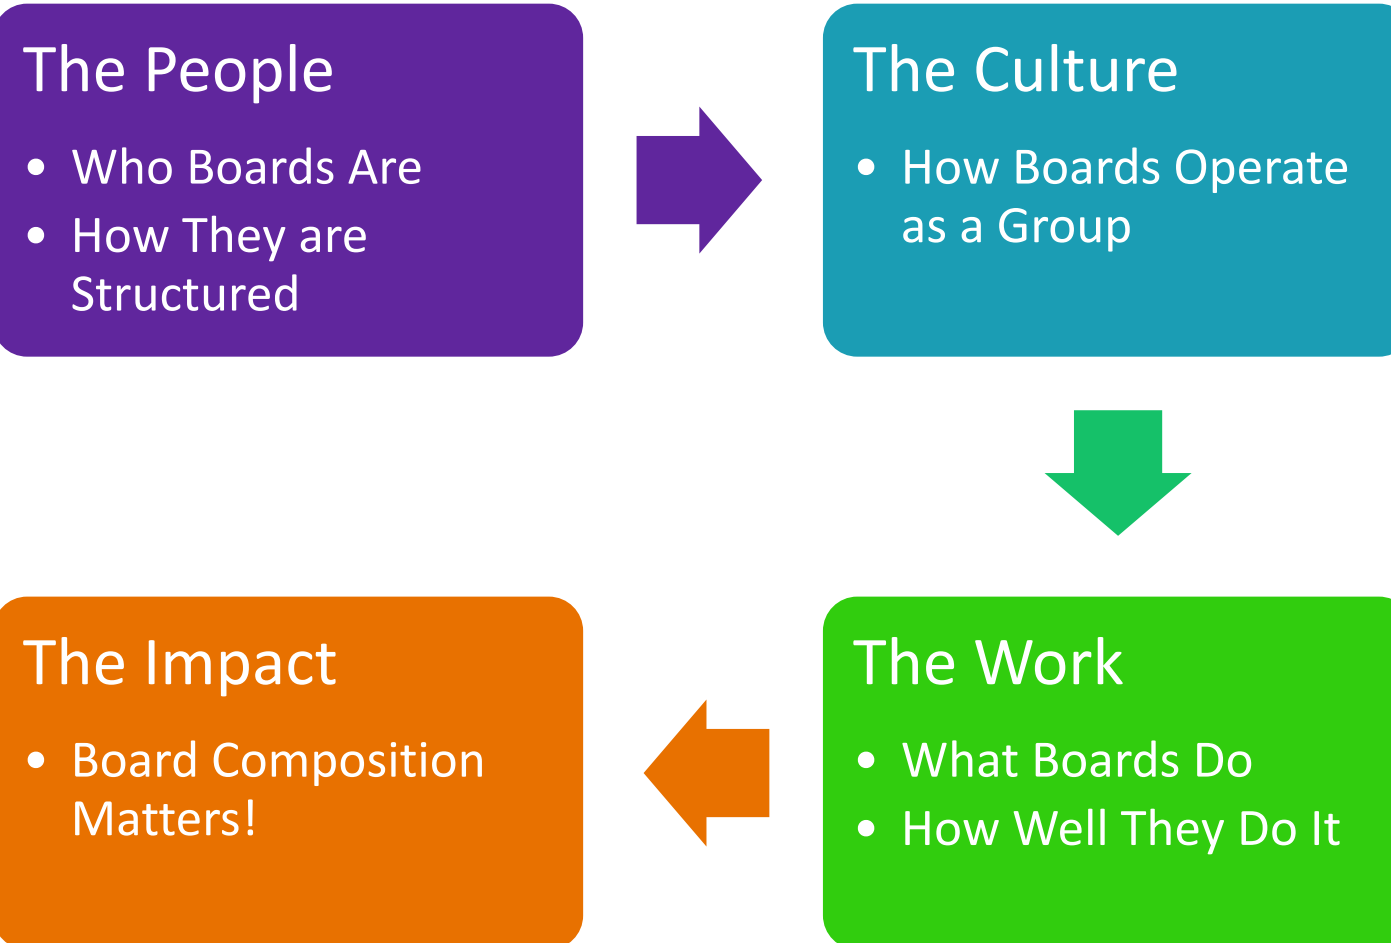 The People
• Who Boards Are
• How They are
Structured
The Culture
• How Boards Operate
as a Group
The Work
• What Boards Do
• How Well They Do It
The Impact
• Board Composition
Matters!